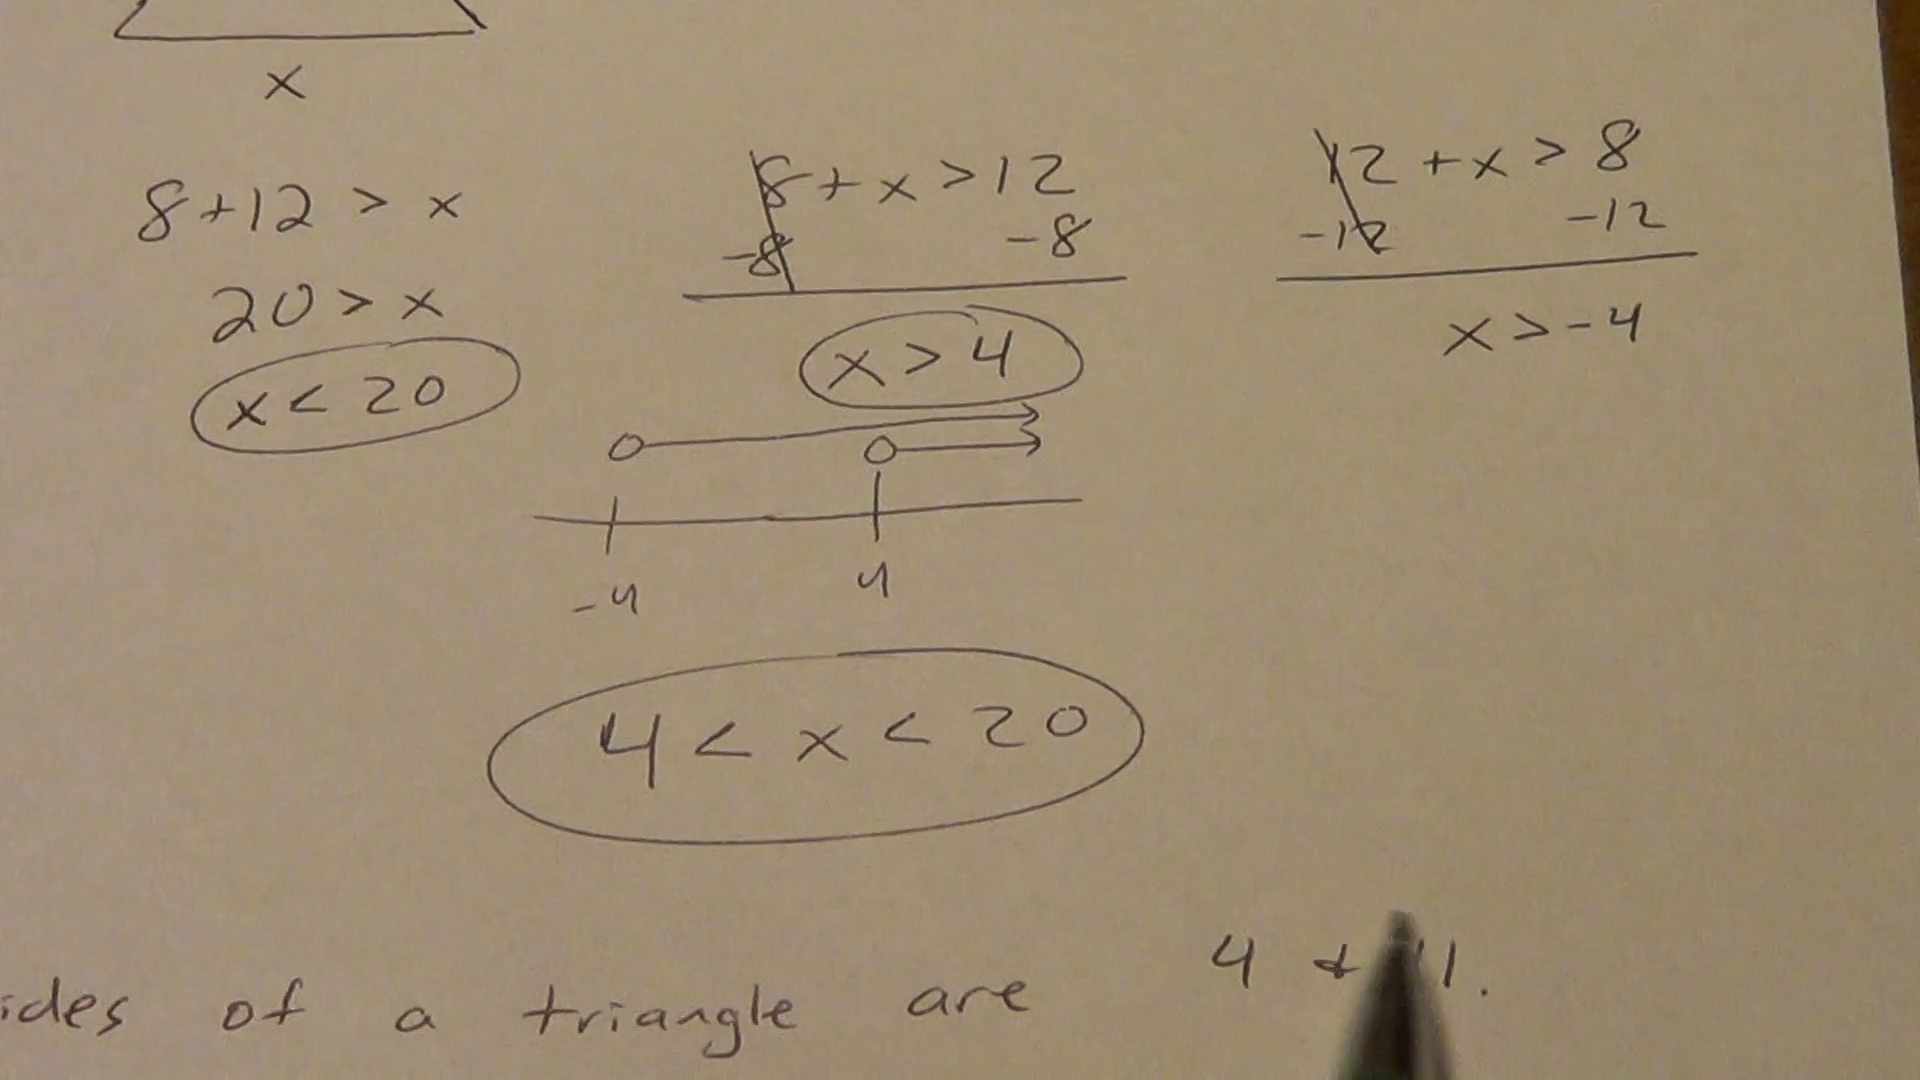 x
8+12 > x
20 > x
x < 20
8 + x > 12
-8 -8
x > 4
12 + x > 8
-12 -12
x > -4
-4 4
4 < x < 20
ides of a triangle are 4 & 11.